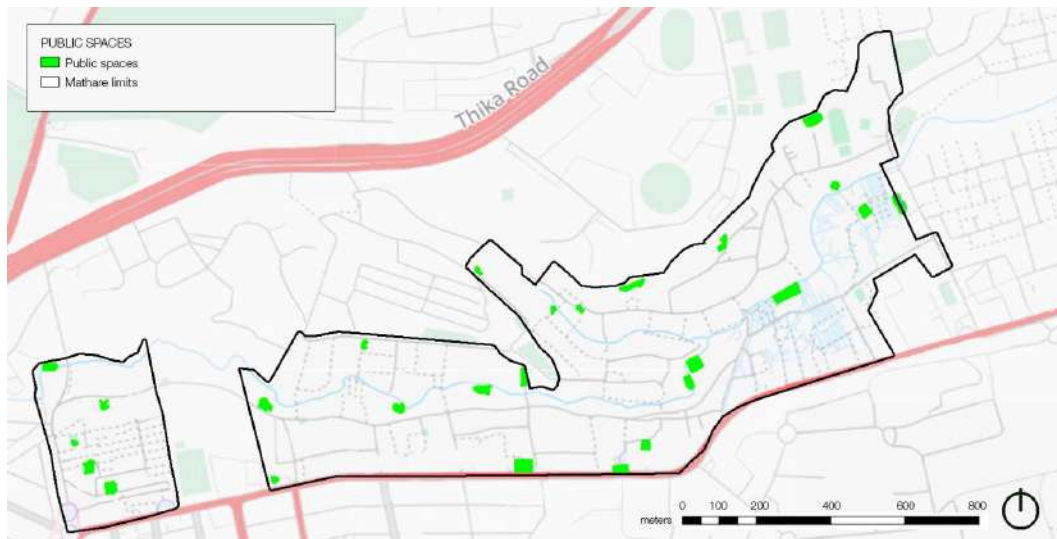 PUBLIC SPACES
Public spaces
Mathare limits
Thika Road
0 100 200 400 600 800
meters